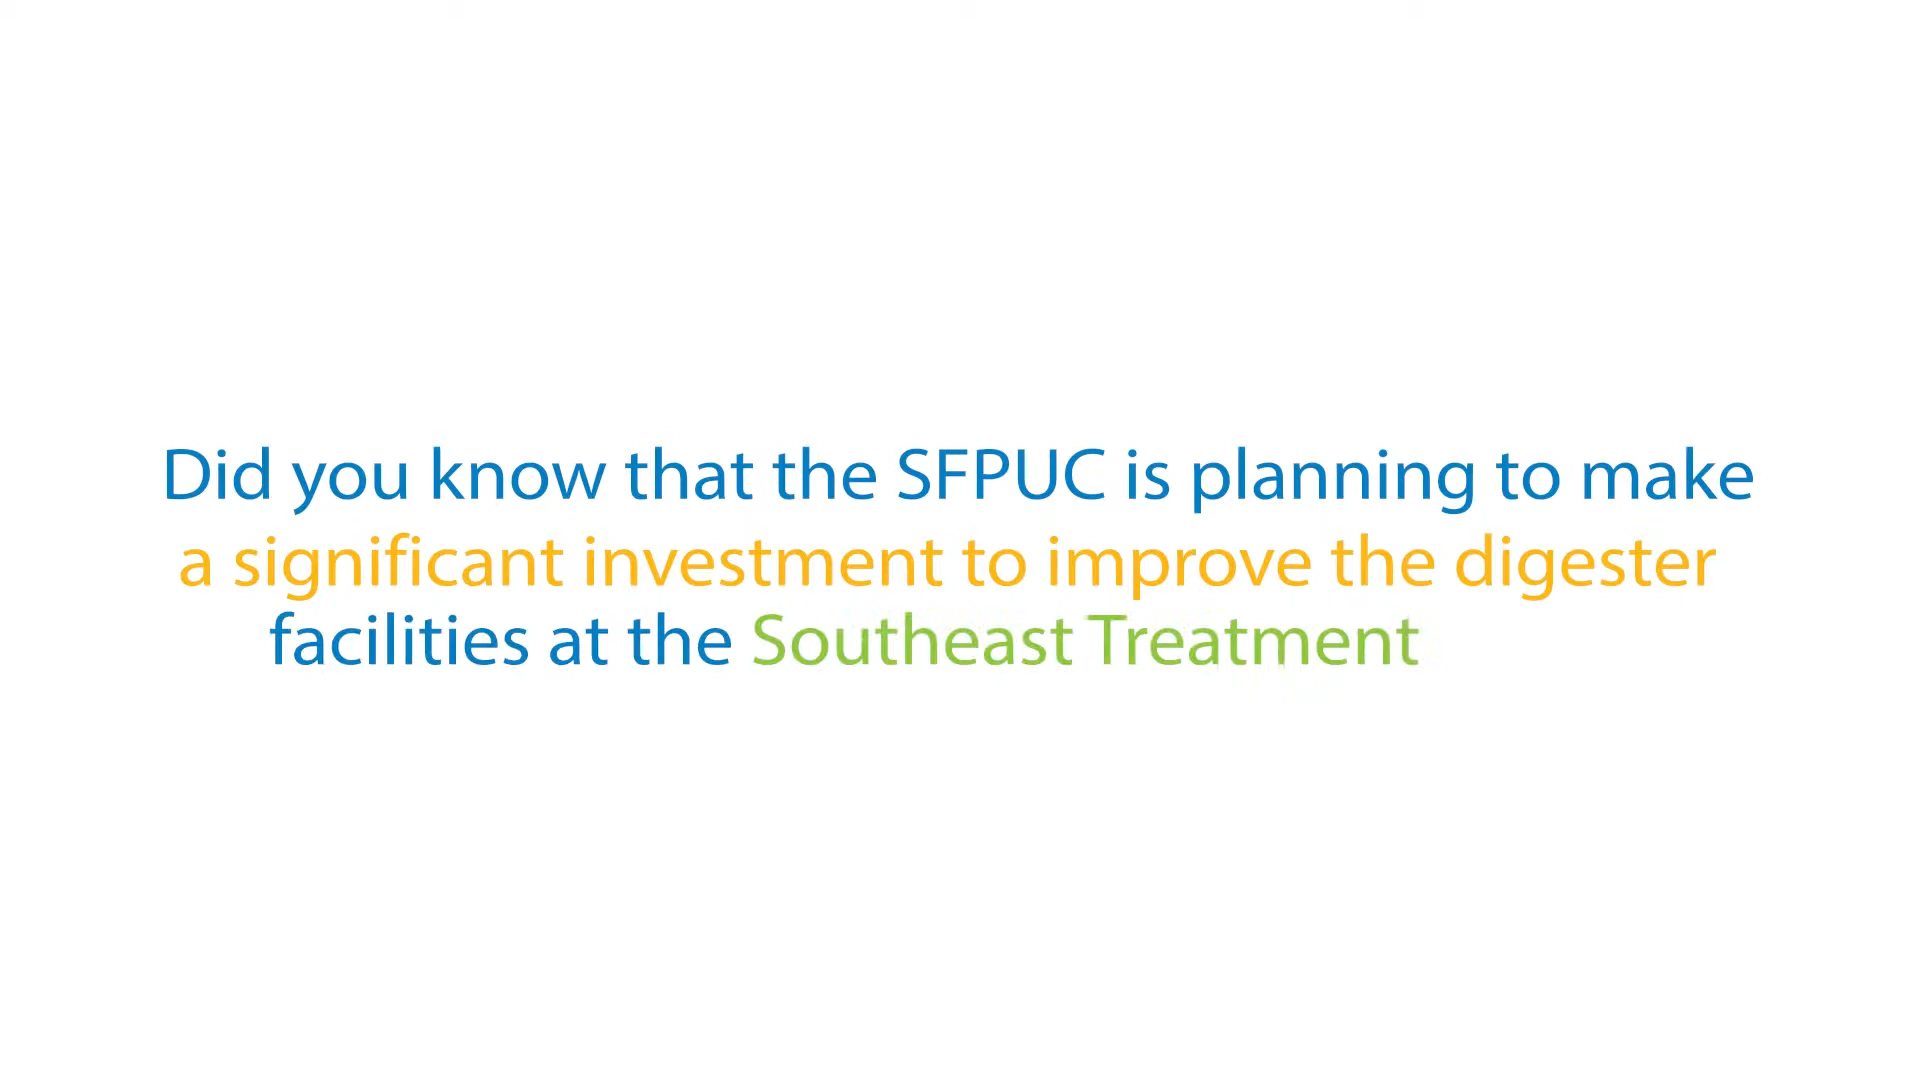 Did you know that the SFPUC is planning to make
a significant investment to improve the digester
facilities at the Southeast Treatment